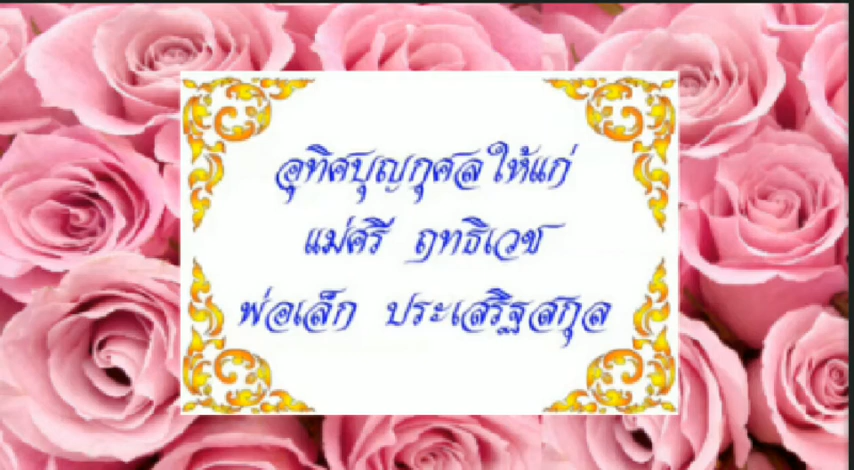 อุทิศบุญกุศลให้แก่
แม่ศรี ฤทธิเวช
พ่อเล็ก ประเสริฐสกุล